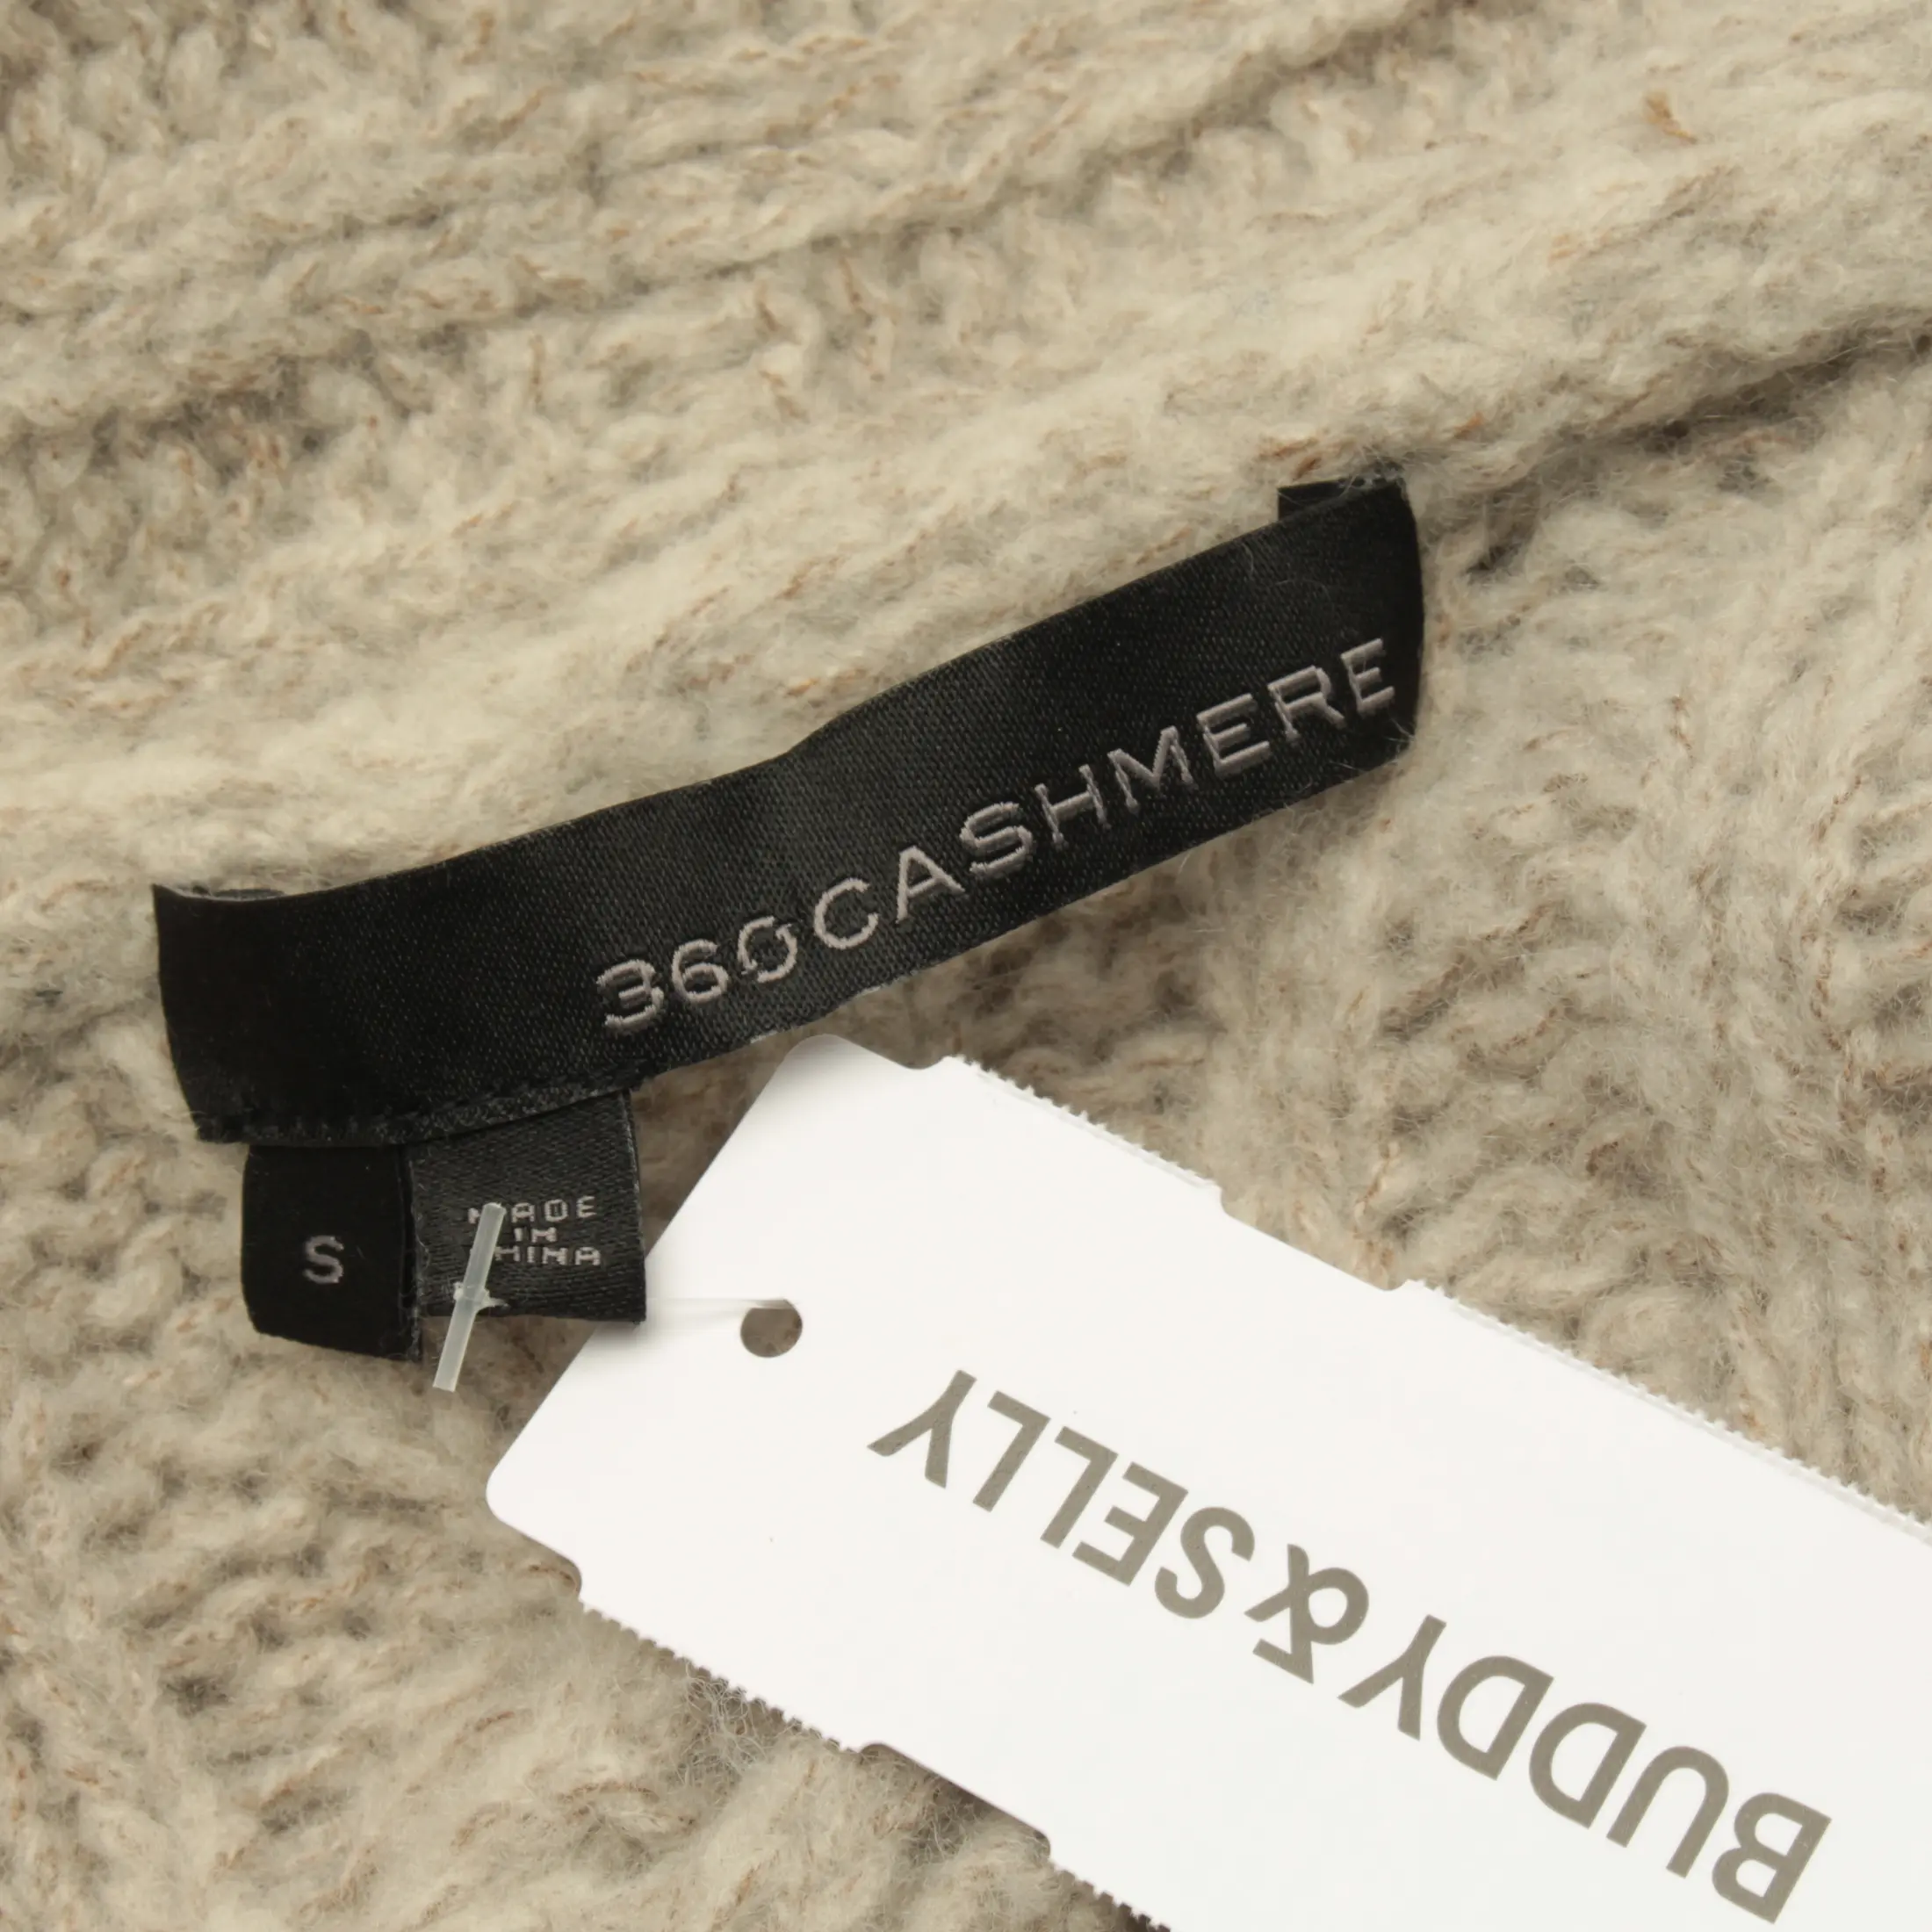 360CASHMERE
S
MADE
IN
CHINA
BUDDY & SELLY